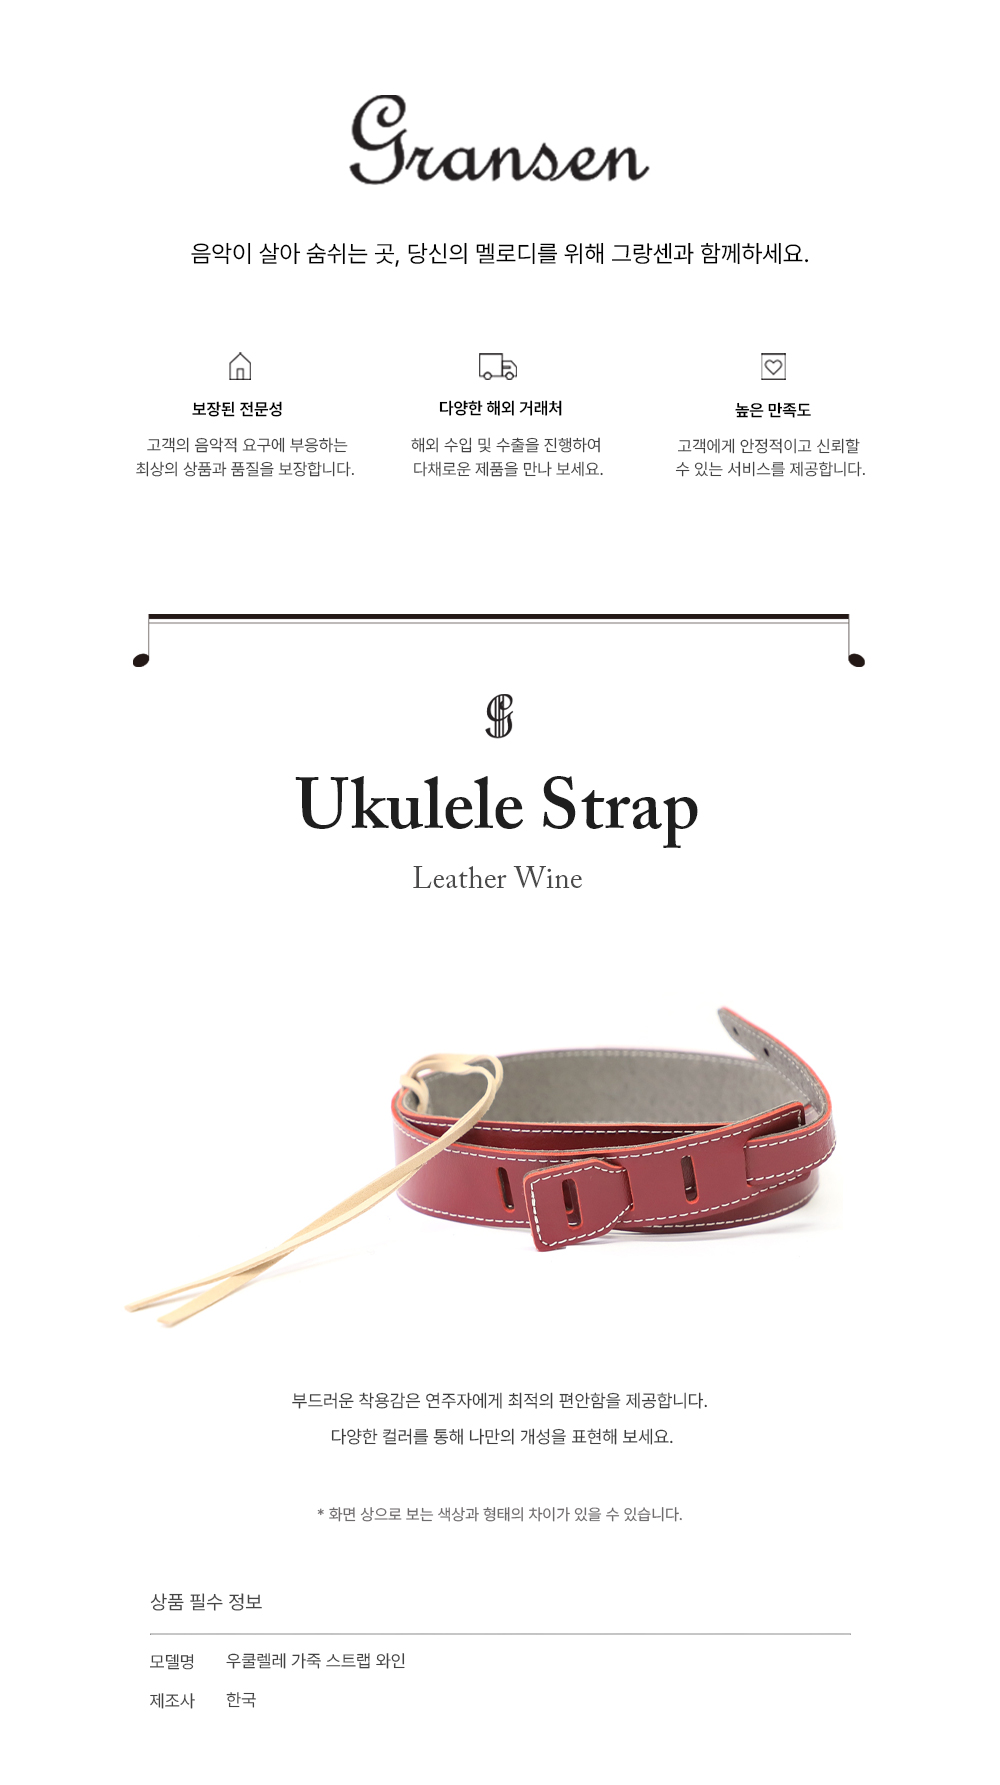 Gransen
음악이 살아 숨쉬는 곳, 당신의 멜로디를 위해 그랑센과 함께하세요.
보장된 전문성
고객의 음악적 요구에 부응하는
최상의 상품과 품질을 보장합니다.
다양한 해외 거래처
해외 수입 및 수출을 진행하여
다채로운 제품을 만나 보세요.
높은 만족도
고객에게 안정적이고 신뢰할
수 있는 서비스를 제공합니다.
Ukulele Strap
Leather Wine
부드러운 착용감은 연주자에게 최적의 편안함을 제공합니다.
다양한 컬러를 통해 나만의 개성을 표현해 보세요.
* 화면 상으로 보는 색상과 형태의 차이가 있을 수 있습니다.
상품 필수 정보
모델명 우쿨렐레 가죽 스트랩 와인
제조사 한국